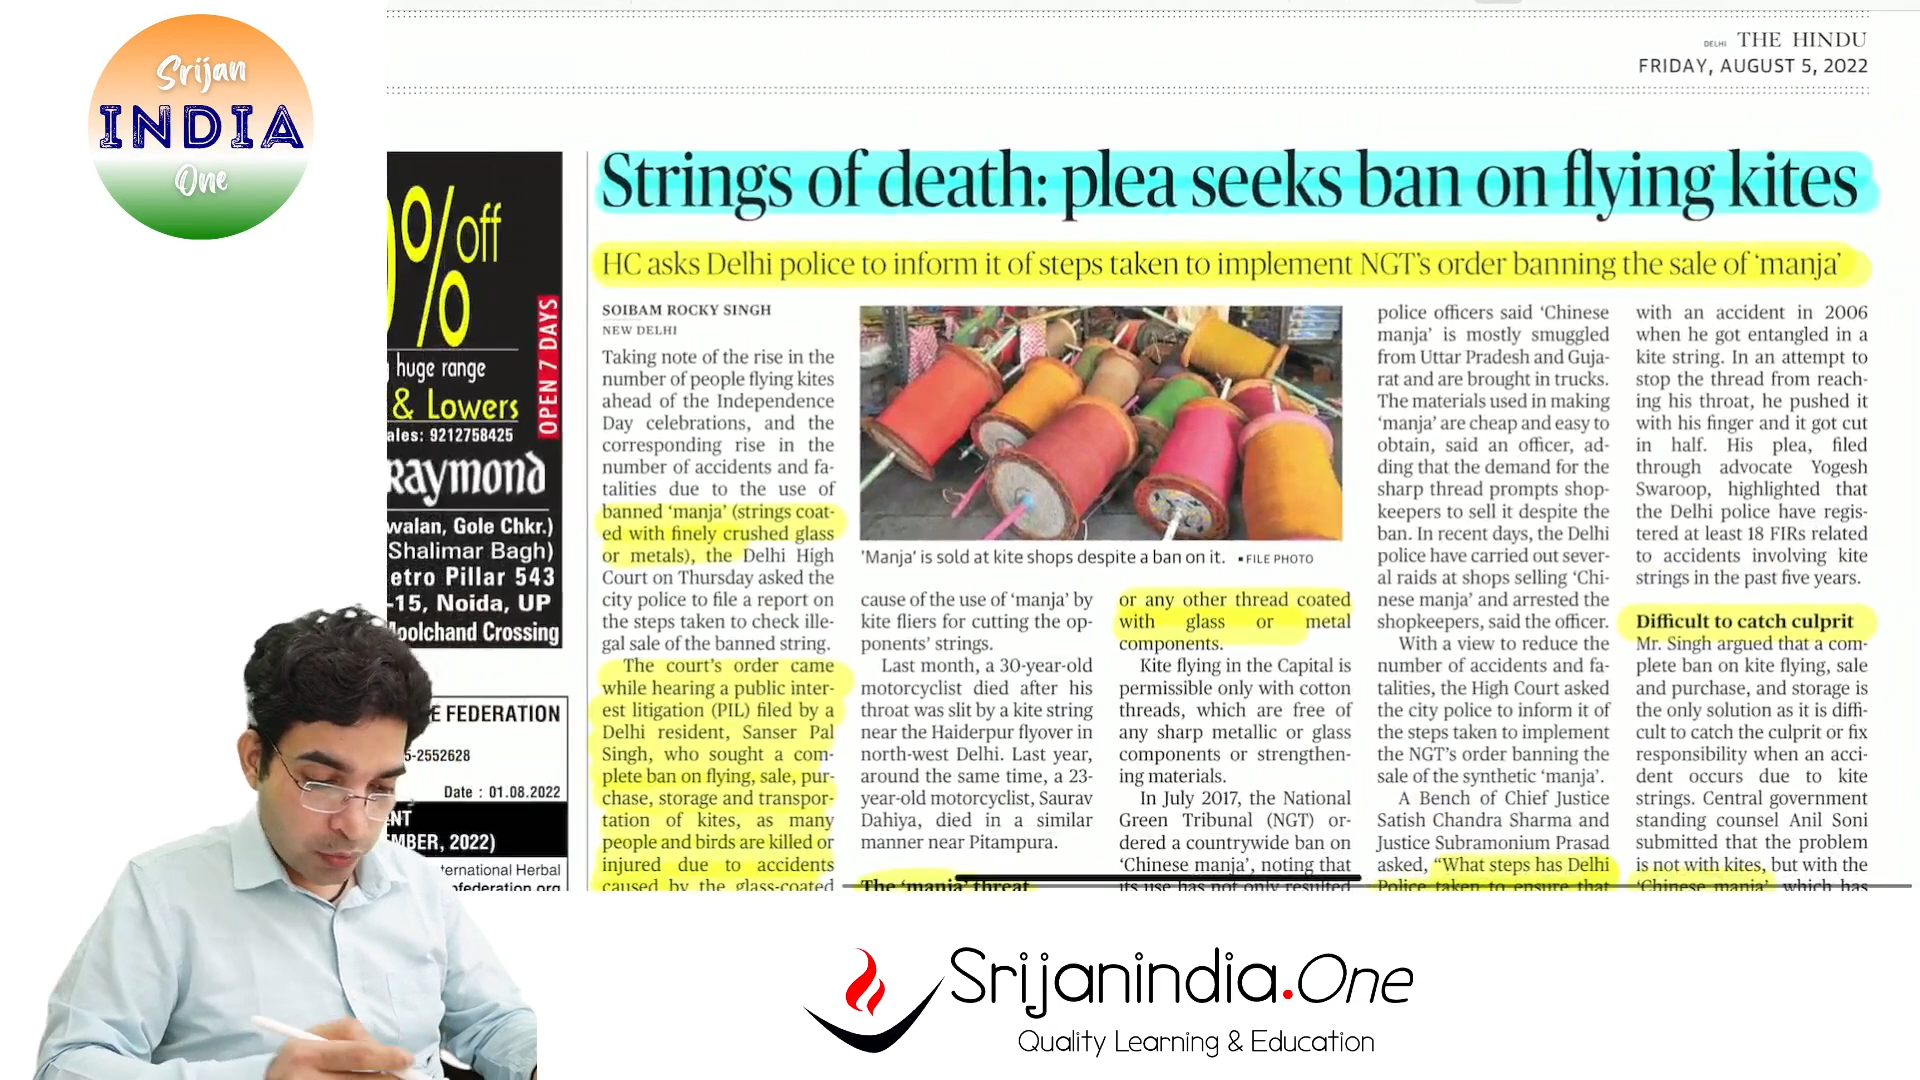 Srijan
INDIA
One
DELHI THE HINDU
FRIDAY, AUGUST 5, 2022
% off
huge range
& Lowers
ales: 9212758425
OPEN 7 DAYS
Raymond
walan, Gole Chkr.)
Shalimar Bagh)
etro Pillar 543
-15, Noida, UP
Moolchand Crossing
E FEDERATION
5-2552628
Date : 01.08.2022
NT
MBER, 2022)
ternational Herbal
ofederation.org
Strings of death: plea seeks ban on flying kites
HC asks Delhi police to inform it of steps taken to implement NGT's order banning the sale of 'manja'
SOIBAM ROCKY SINGH
NEW DELHI
Taking note of the rise in the
number of people flying kites
ahead of the Independence
Day celebrations, and the
corresponding rise in the
number of accidents and fa-
talities due to the use of
banned 'manja' (strings coat-
ed with finely crushed glass
or metals), the Delhi High
Court on Thursday asked the
city police to file a report on
the steps taken to check ille-
gal sale of the banned string.
The court's order came
while hearing a public inter-
est litigation (PIL) filed by a
Delhi resident, Sanser Pal
Singh, who sought a com-
plete ban on flying, sale, pur-
chase, storage and transpor-
tation of kites, as many
people and birds are killed or
injured due to accidents
caused by the glass-coated
'Manja' is sold at kite shops despite a ban on it. ▪ FILE PHOTO
cause of the use of 'manja' by
kite fliers for cutting the op-
ponents' strings.
Last month, a 30-year-old
motorcyclist died after his
throat was slit by a kite string
near the Haiderpur flyover in
north-west Delhi. Last year,
around the same time, a 23-
year-old motorcyclist, Saurav
Dahiya, died in a similar
manner near Pitampura.
The 'manja' threat
or any other thread coated
with glass or metal
components.
Kite flying in the Capital is
permissible only with cotton
threads, which are free of
any sharp metallic or glass
components or strengthen-
ing materials.
In July 2017, the National
Green Tribunal (NGT) or-
dered a countrywide ban on
'Chinese manja', noting that
its use has not only resulted
police officers said 'Chinese
manja' is mostly smuggled
from Uttar Pradesh and Guja-
rat and are brought in trucks.
The materials used in making
'manja' are cheap and easy to
obtain, said an officer, ad-
ding that the demand for the
sharp thread prompts shop-
keepers to sell it despite the
ban. In recent days, the Delhi
police have carried out sever-
al raids at shops selling 'Chi-
nese manja' and arrested the
shopkeepers, said the officer.
With a view to reduce the
number of accidents and fa-
talities, the High Court asked
the city police to inform it of
the steps taken to implement
the NGT's order banning the
sale of the synthetic 'manja'.
A Bench of Chief Justice
Satish Chandra Sharma and
Justice Subramonium Prasad
asked, "What steps has Delhi
Police taken to ensure that
with an accident in 2006
when he got entangled in a
kite string. In an attempt to
stop the thread from reach-
ing his throat, he pushed it
with his finger and it got cut
in half. His plea, filed
through advocate Yogesh
Swaroop, highlighted that
the Delhi police have regis-
tered at least 18 FIRs related
to accidents involving kite
strings in the past five years.
Difficult to catch culprit
Mr. Singh argued that a com-
plete ban on kite flying, sale
and purchase, and storage is
the only solution as it is diffi-
cult to catch the culprit or fix
responsibility when an acci-
dent occurs due to kite
strings. Central government
standing counsel Anil Soni
submitted that the problem
is not with kites, but with the
'Chinese manja', which has
Srijanindia.One
Quality Learning & Education